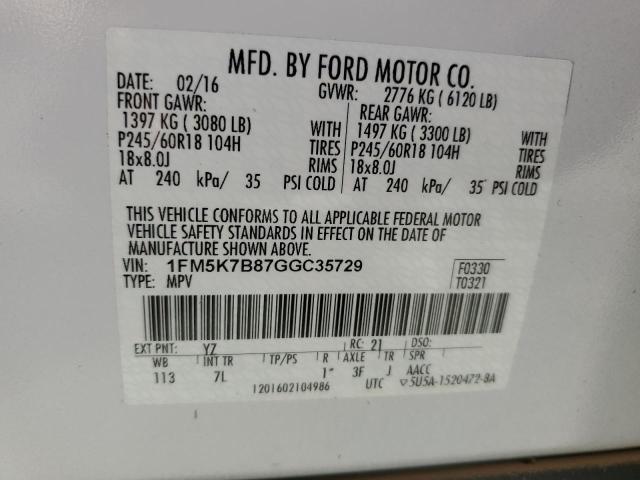 MFD. BY FORD MOTOR CO.
DATE: 02/16 GVWR: 2776 KG ( 6120 LB)
FRONT GAWR: REAR GAWR:
1397 KG ( 3080 LB) WITH 1497 KG ( 3300 LB) WITH
P245/60R18 104H TIRES P245/60R18 104H TIRES
18x8.0J RIMS 18x8.0J RIMS
AT 240 kPa/ 35 PSI COLD AT 240 kPa/ 35 PSI COLD
THIS VEHICLE CONFORMS TO ALL APPLICABLE FEDERAL MOTOR
VEHICLE SAFETY STANDARDS IN EFFECT ON THE DATE OF
MANUFACTURE SHOWN ABOVE.
VIN: 1FM5K7B87GGC35729 F0330
TYPE: MPV T0321
EXT PNT: YZ RC: 21 DSO:
WB INT TR TP/PS R AXLE TR SPR
113 7L 1" 3F J AACC
1201602104986 UTC ▽5U5A-1520472-BA